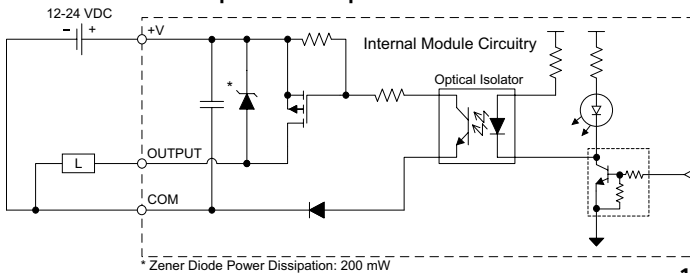 12-24 VDC
− +
+V
Internal Module Circuitry
Optical Isolator
*
L
OUTPUT
COM
* Zener Diode Power Dissipation: 200 mW